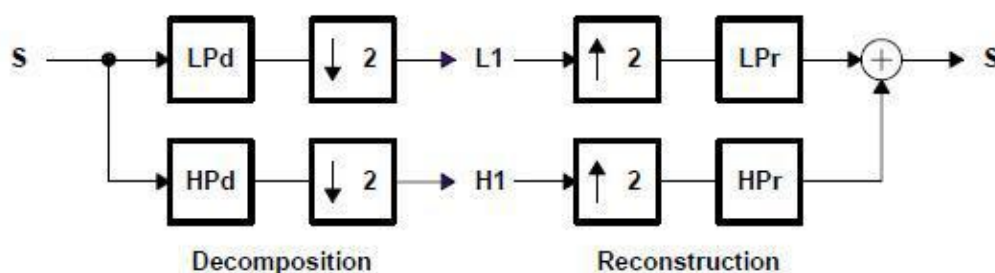 S LPd ↓ 2 L1 ↑ 2 LPr + S
HPd ↓ 2 H1 ↑ 2 HPr
Decomposition Reconstruction